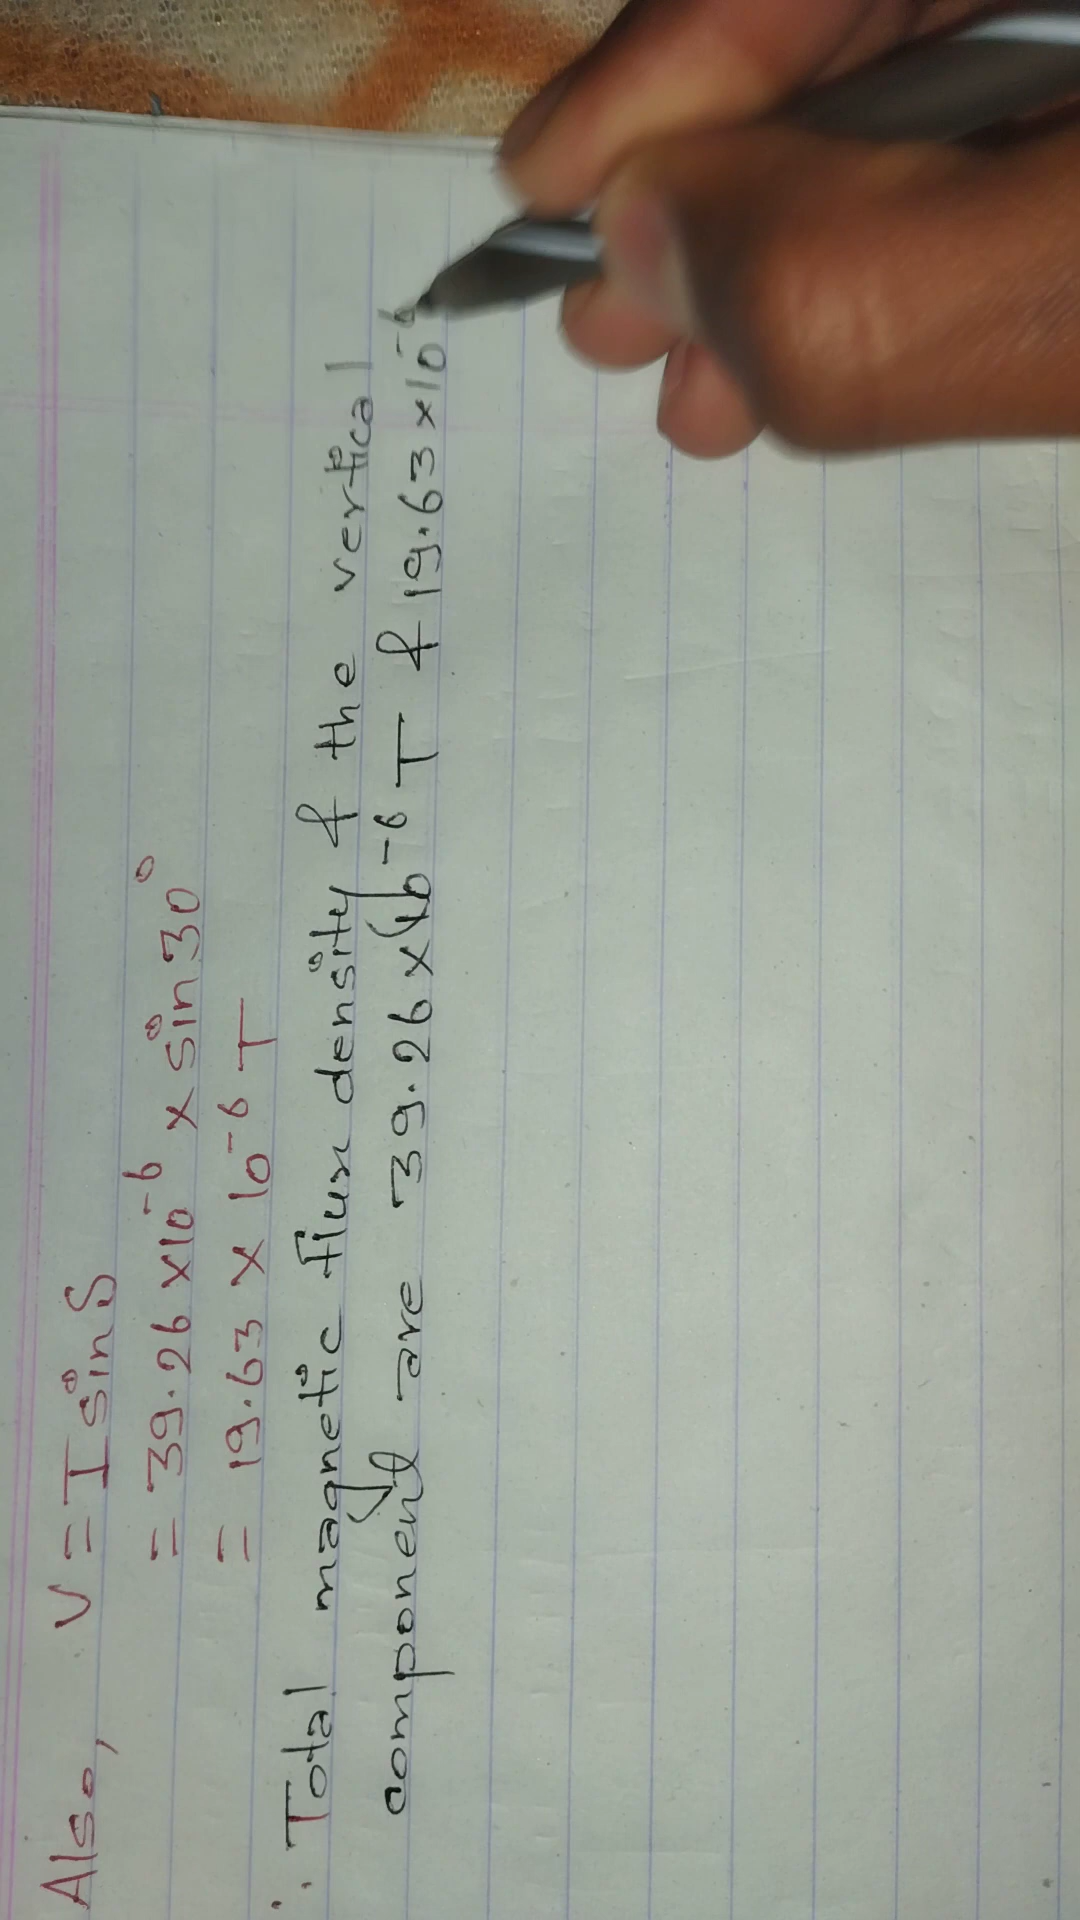 Also, V = I sin δ
= 39.26 × 10⁻⁶ × sin 30°
= 19.63 × 10⁻⁶ T
∴ Total magnetic flux density & the vertical
component are 39.26 × 10⁻⁶ T & 19.63 × 10⁻⁶